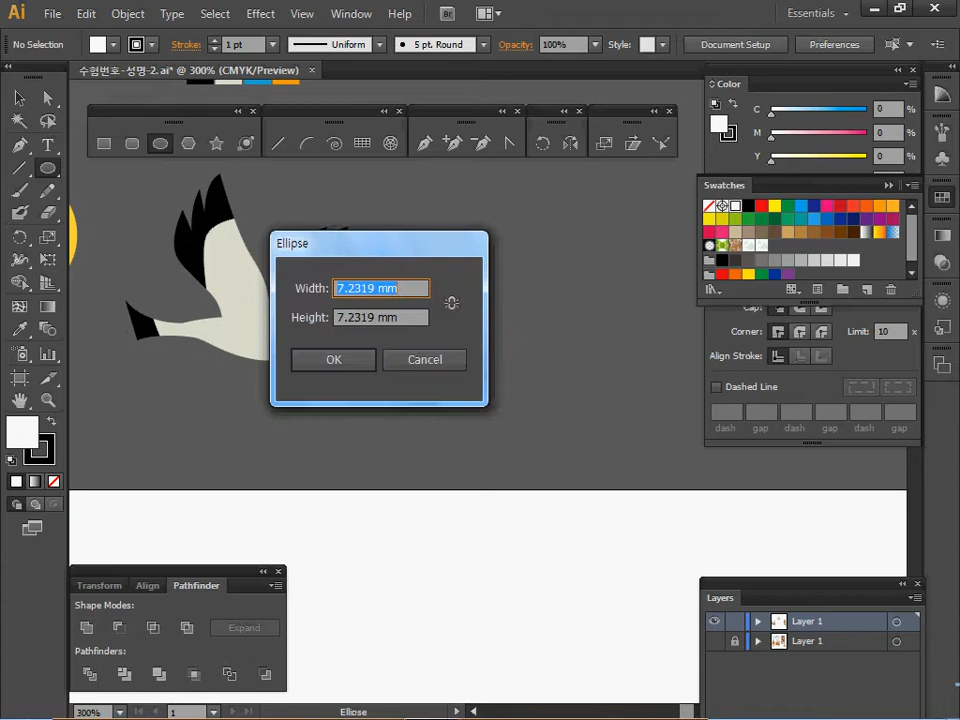 Ai File Edit Object Type Select Effect View Window Help Br Essentials
No Selection Stroke: 1 pt Uniform 5 pt. Round Opacity: 100% Style: Document Setup Preferences
수험번호-성명-2.ai* @ 300% (CMYK/Preview)
Color
C 0 %
M 0 %
Y 0 %
Swatches
Ellipse
Width: 7.2319 mm
Height: 7.2319 mm
OK Cancel
Cap:
Corner: Limit: 10 x
Align Stroke:
Dashed Line
dash gap dash gap dash gap
Transform Align Pathfinder
Shape Modes:
Expand
Pathfinders:
Layers
Layer 1
Layer 1
300% 1 Ellipse